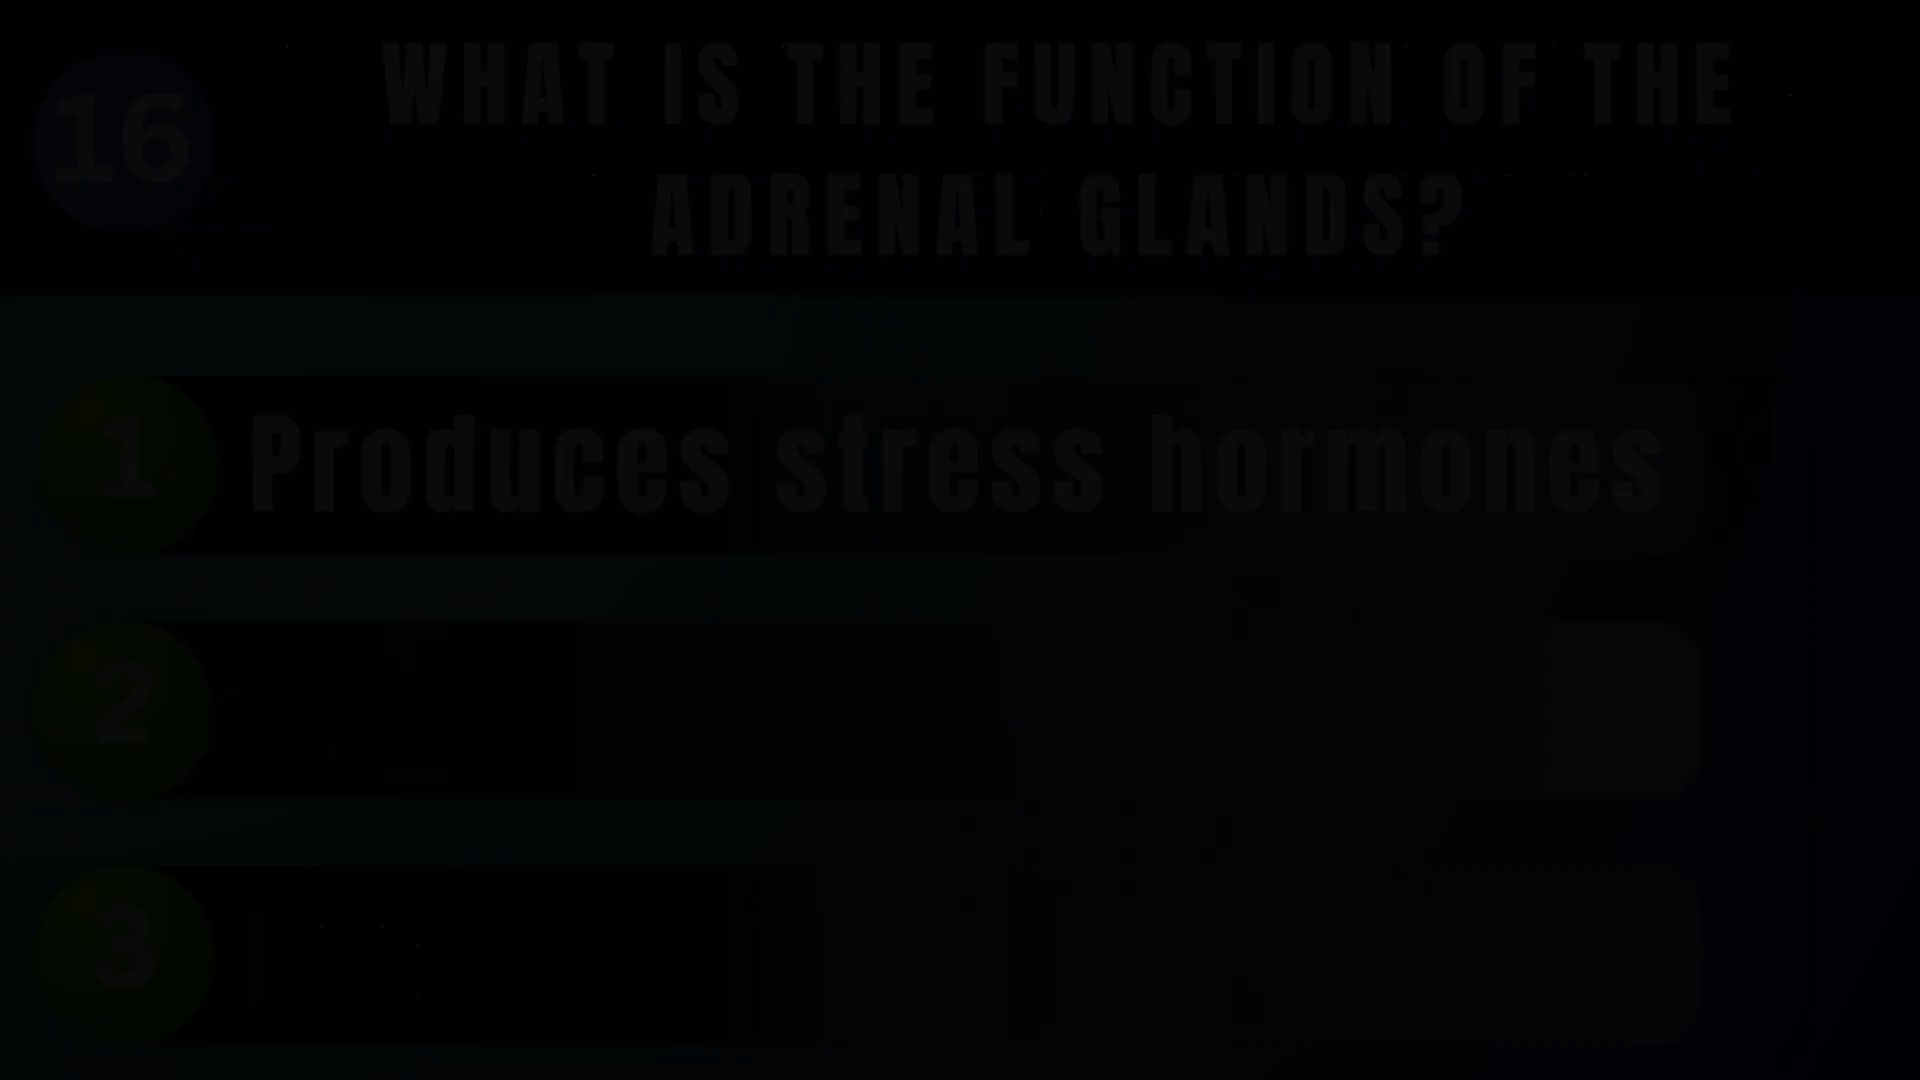 16
WHAT IS THE FUNCTION OF THE
ADRENAL GLANDS?
1 Produces stress hormones
2
3